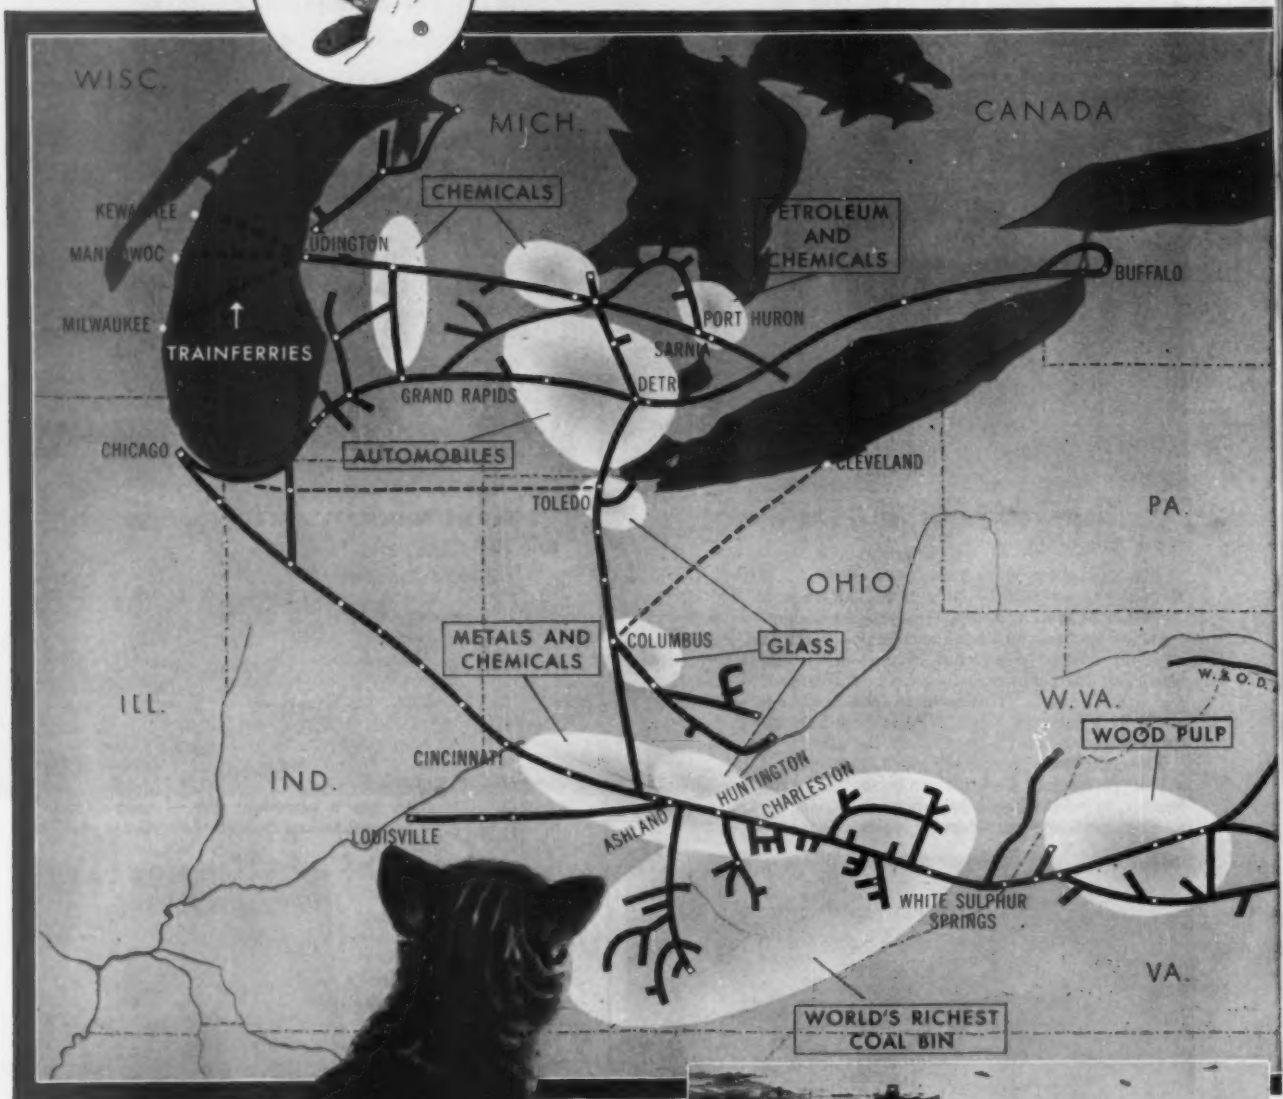 WISC.
MICH.
CANADA
CHEMICALS
PETROLEUM
AND
CHEMICALS
LUDINGTON
BUFFALO
MILWAUKEE
PORT HURON
TRAINFERRIES
SARNIA
GRAND RAPIDS
CHICAGO
AUTOMOBILES
CLEVELAND
TOLEDO
PA.
OHIO
METALS AND
CHEMICALS
COLUMBUS
GLASS
W. & O. D.
ILL.
W. VA.
WOOD PULP
CINCINNATI
IND.
HUNTINGTON
CHARLESTON
ASHLAND
LOUISVILLE
WHITE SULPHUR
SPRINGS
VA.
WORLD'S RICHEST
COAL BIN